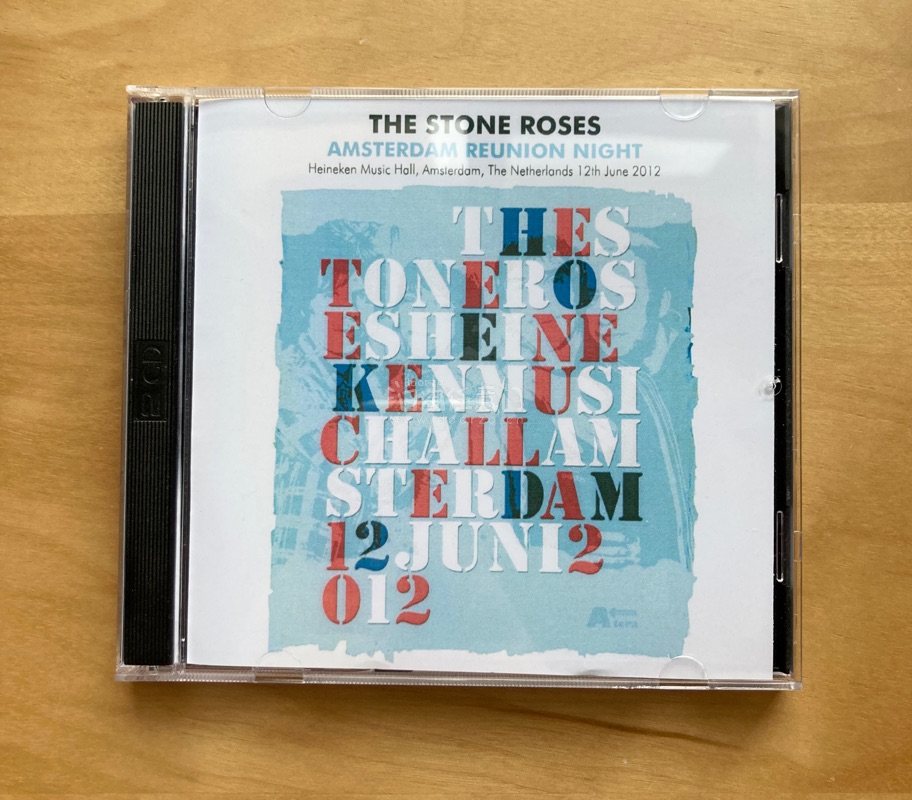 THE STONE ROSES
AMSTERDAM REUNION NIGHT
Heineken Music Hall, Amsterdam, The Netherlands 12th June 2012
THES
TONEROS
ESHEINE
KENMUSI
CHALLAM
STERDAM
12JUNI2
012